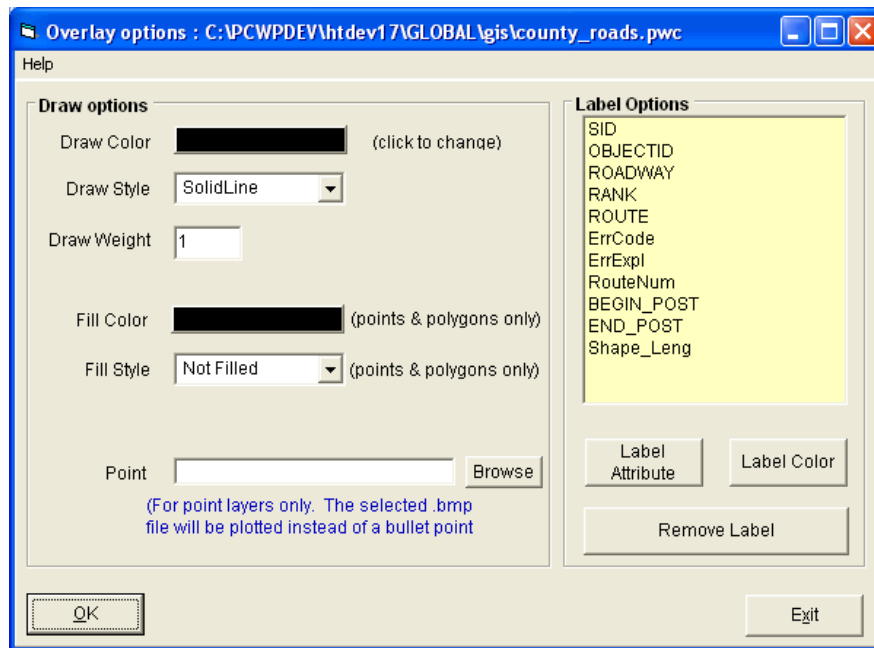 Overlay options : C:\PCWPDEV\htdev17\GLOBAL\gis\county_roads.pwc
Help
Draw options
Draw Color
(click to change)
Draw Style
SolidLine
Draw Weight
1
Fill Color
(points & polygons only)
Fill Style
Not Filled
(points & polygons only)
Point
Browse
(For point layers only. The selected .bmp
file will be plotted instead of a bullet point
Label Options
SID
OBJECTID
ROADWAY
RANK
ROUTE
ErrCode
ErrExpl
RouteNum
BEGIN_POST
END_POST
Shape_Leng
Label
Attribute
Label Color
Remove Label
OK
Exit